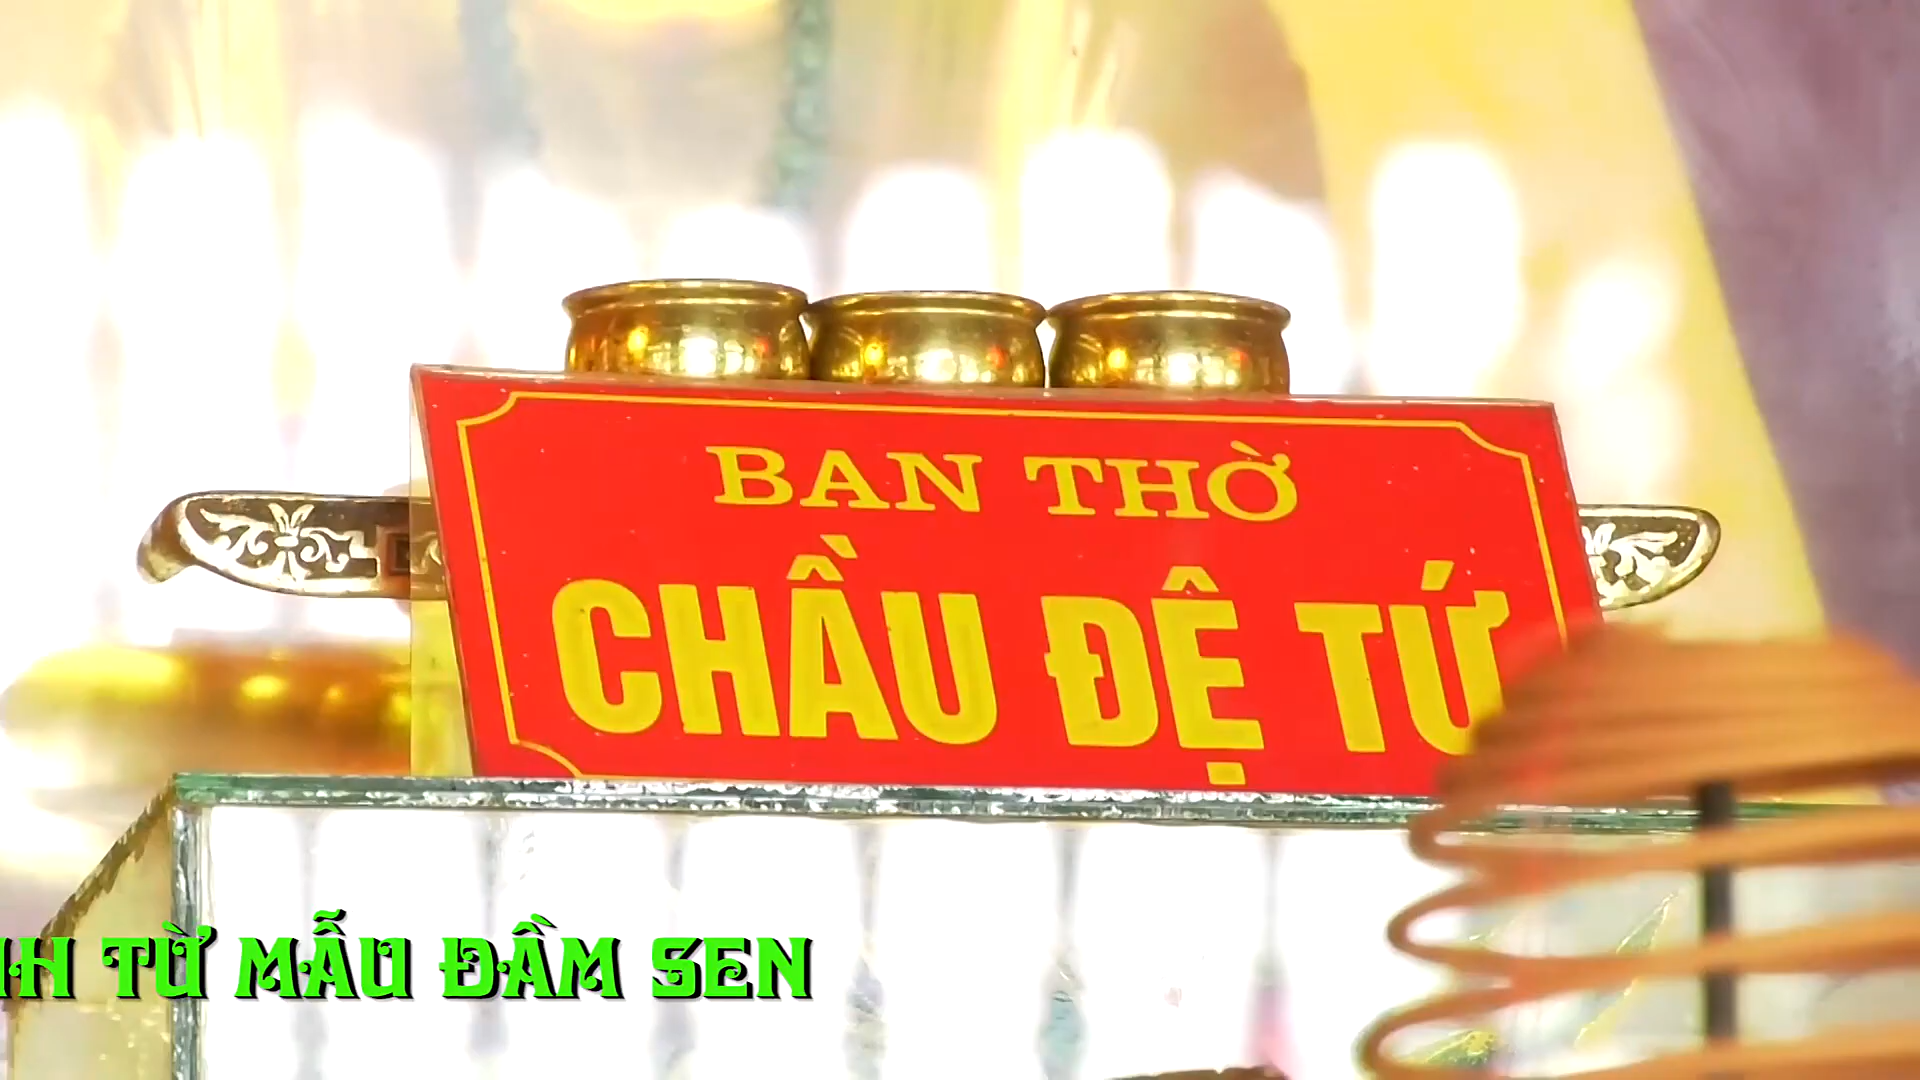 BAN THỜ
CHẦU ĐỆ TỨ
TỪ MẪU ĐẦM SEN